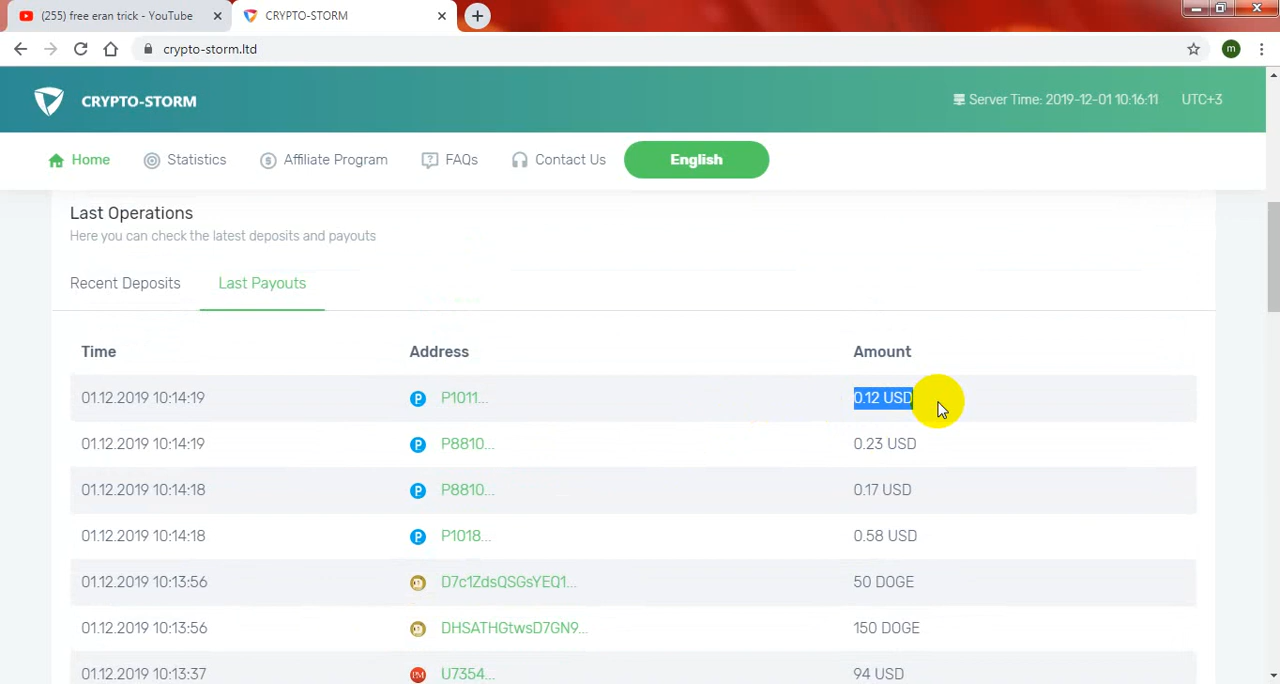 (255) free eran trick - YouTube
CRYPTO-STORM
crypto-storm.ltd
m
CRYPTO-STORM
Server Time: 2019-12-01 10:16:11 UTC+3
Home Statistics Affiliate Program FAQs Contact Us English
Last Operations
Here you can check the latest deposits and payouts
Recent Deposits Last Payouts
Time Address Amount
01.12.2019 10:14:19 P P1011... 0.12 USD
01.12.2019 10:14:19 P P8810... 0.23 USD
01.12.2019 10:14:18 P P8810... 0.17 USD
01.12.2019 10:14:18 P P1018... 0.58 USD
01.12.2019 10:13:56 D7c1ZdsQSGsYEQ1... 50 DOGE
01.12.2019 10:13:56 DHSATHGtwsD7GN9... 150 DOGE
01.12.2019 10:13:37 PM U7354... 94 USD